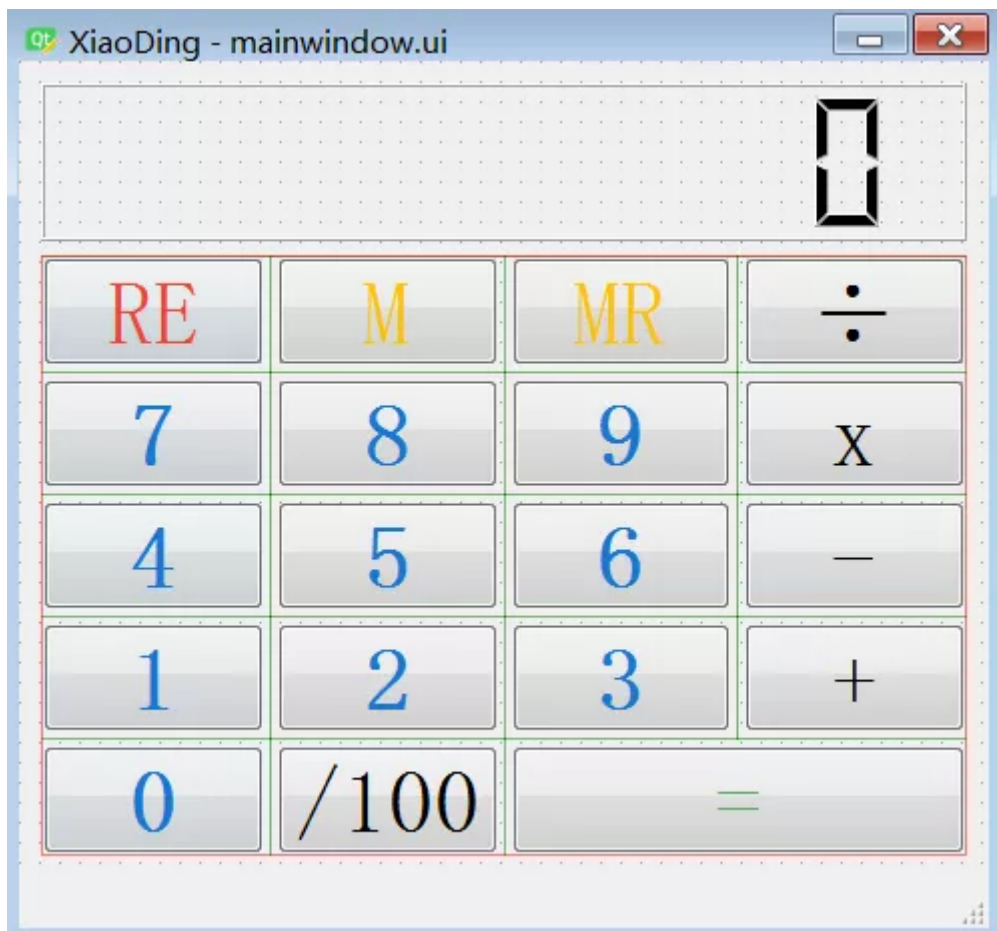 XiaoDing - mainwindow.ui
0
RE M MR ÷
7 8 9 x
4 5 6 -
1 2 3 +
0 /100 =